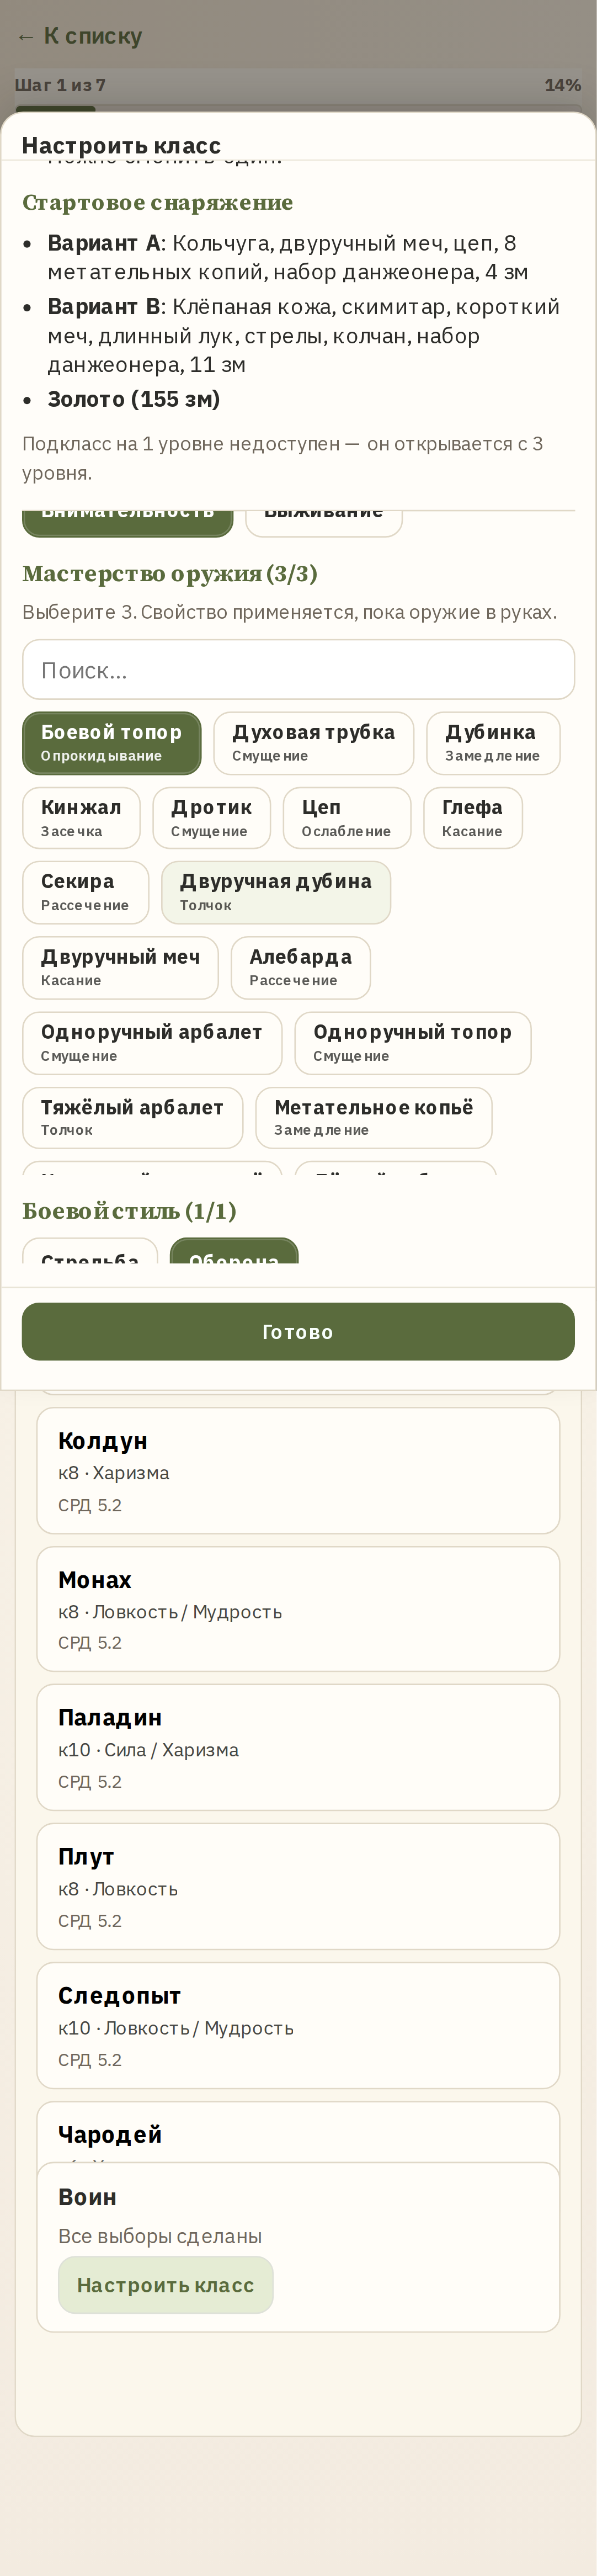 ← К списку
Шаг 1 из 7 14%
Настроить класс
Стартовое снаряжение
• Вариант A: Кольчуга, двуручный меч, цеп, 8
метательных копий, набор данжеонера, 4 зм
• Вариант B: Клёпаная кожа, скимитар, короткий
меч, длинный лук, стрелы, колчан, набор
данжеонера, 11 зм
• Золото (155 зм)
Подкласс на 1 уровне недоступен — он открывается с 3
уровня.
Внимательность Выживание
Мастерство оружия (3/3)
Выберите 3. Свойство применяется, пока оружие в руках.
Поиск...
Боевой топор Духовая трубка Дубинка
Опрокидывание Смущение Замедление
Кинжал Дротик Цеп Глефа
Засечка Смущение Ослабление Касание
Секира Двуручная дубина
Рассечение Толчок
Двуручный меч Алебарда
Касание Рассечение
Одноручный арбалет Одноручный топор
Смущение Смущение
Тяжёлый арбалет Метательное копьё
Толчок Замедление
Боевой стиль (1/1)
Стрельба Оборона
Готово
Колдун
к8 · Харизма
СРД 5.2
Монах
к8 · Ловкость / Мудрость
СРД 5.2
Паладин
к10 · Сила / Харизма
СРД 5.2
Плут
к8 · Ловкость
СРД 5.2
Следопыт
к10 · Ловкость / Мудрость
СРД 5.2
Чародей
Воин
Все выборы сделаны
Настроить класс